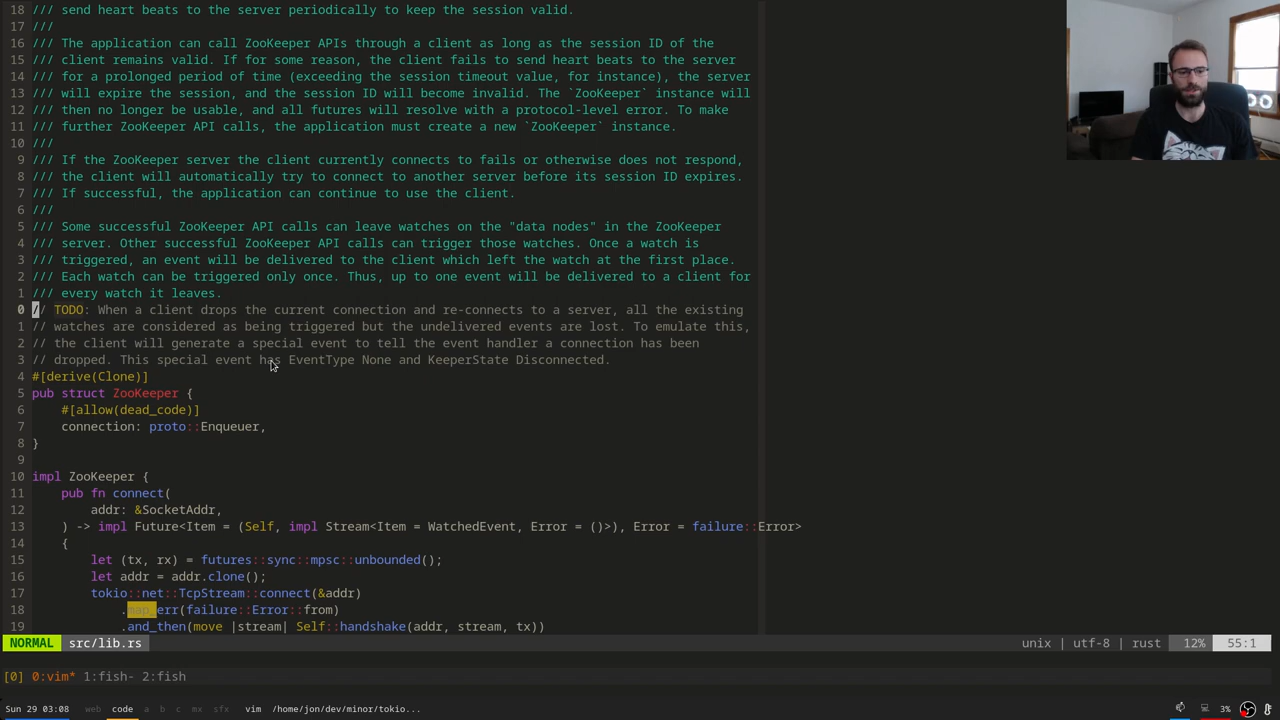 18 /// send heart beats to the server periodically to keep the session valid.
17 ///
16 /// The application can call ZooKeeper APIs through a client as long as the session ID of the
15 /// client remains valid. If for some reason, the client fails to send heart beats to the server
14 /// for a prolonged period of time (exceeding the session timeout value, for instance), the server
13 /// will expire the session, and the session ID will become invalid. The `ZooKeeper` instance will
12 /// then no longer be usable, and all futures will resolve with a protocol-level error. To make
11 /// further ZooKeeper API calls, the application must create a new `ZooKeeper` instance.
10 ///
9 /// If the ZooKeeper server the client currently connects to fails or otherwise does not respond,
8 /// the client will automatically try to connect to another server before its session ID expires.
7 /// If successful, the application can continue to use the client.
6 ///
5 /// Some successful ZooKeeper API calls can leave watches on the "data nodes" in the ZooKeeper
4 /// server. Other successful ZooKeeper API calls can trigger those watches. Once a watch is
3 /// triggered, an event will be delivered to the client which left the watch at the first place.
2 /// Each watch can be triggered only once. Thus, up to one event will be delivered to a client for
1 /// every watch it leaves.
0 // TODO: When a client drops the current connection and re-connects to a server, all the existing
1 // watches are considered as being triggered but the undelivered events are lost. To emulate this,
2 // the client will generate a special event to tell the event handler a connection has been
3 // dropped. This special event has EventType None and KeeperState Disconnected.
4 #[derive(Clone)]
5 pub struct ZooKeeper {
6 #[allow(dead_code)]
7 connection: proto::Enqueuer,
8 }
9
10 impl ZooKeeper {
11 pub fn connect(
12 addr: &SocketAddr,
13 ) -> impl Future<Item = (Self, impl Stream<Item = WatchedEvent, Error = ()>), Error = failure::Error>
14 {
15 let (tx, rx) = futures::sync::mpsc::unbounded();
16 let addr = addr.clone();
17 tokio::net::TcpStream::connect(&addr)
18 .map_err(failure::Error::from)
19 .and_then(move |stream| Self::handshake(addr, stream, tx))
NORMAL src/lib.rs unix | utf-8 | rust 12% 55:1
[0] 0:vim* 1:fish- 2:fish
Sun 29 03:08 web code a b c mx sfx vim /home/jon/dev/minor/tokio... 3%